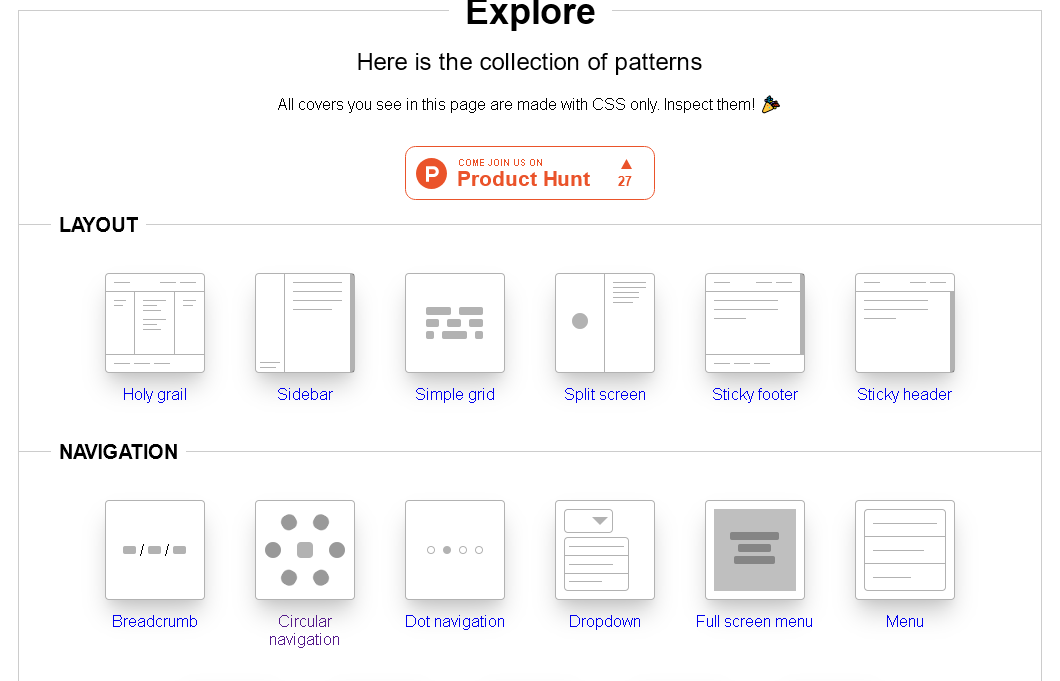 Explore
Here is the collection of patterns
All covers you see in this page are made with CSS only. Inspect them! 🎉
COME JOIN US ON
Product Hunt
27
LAYOUT
Holy grail
Sidebar
Simple grid
Split screen
Sticky footer
Sticky header
NAVIGATION
/ /
Breadcrumb
Circular
navigation
Dot navigation
Dropdown
Full screen menu
Menu